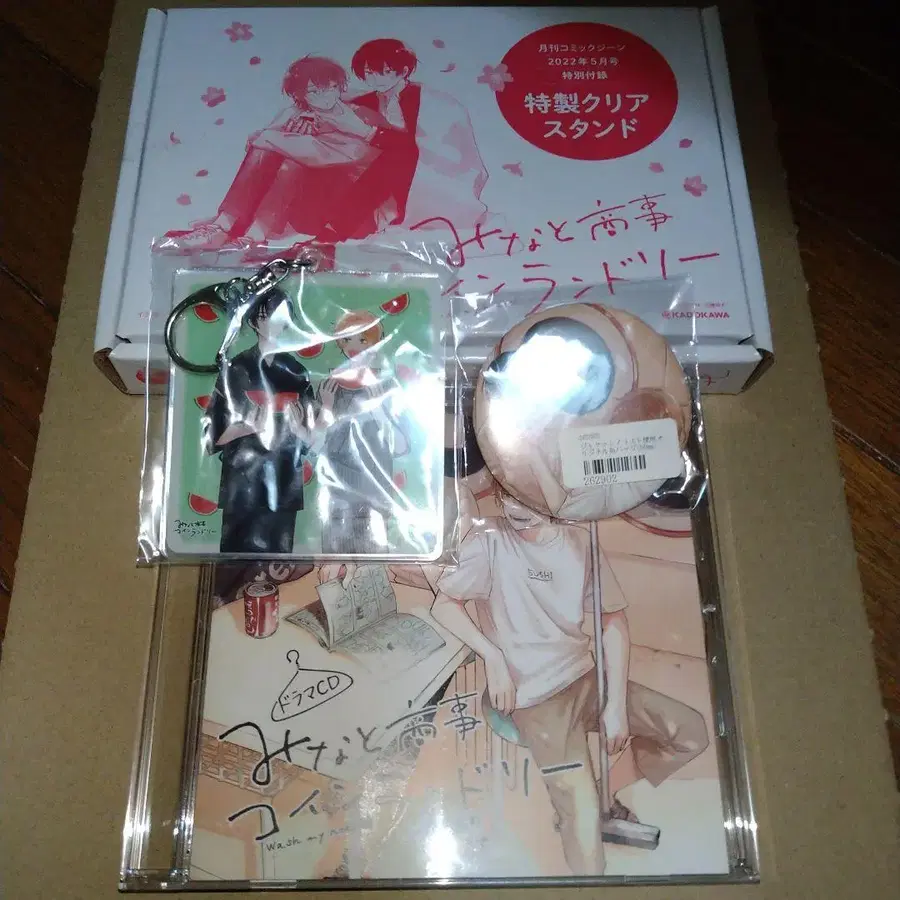 月刊コミックジーン
2022年5月号
特別付録
特製クリア
スタンド
みなと商事
インランドリー
KADOKAWA
262902
みなと商事
コインランドリー
SUSHI
ドラマCD
みなと商事
コイン ドリー
Wash my